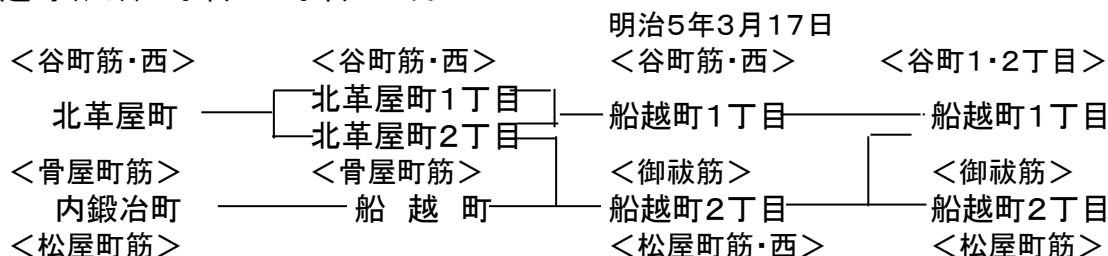 明治5年3月17日
<谷町筋・西> <谷町筋・西> <谷町筋・西> <谷町1・2丁目>
北革屋町1丁目
北革屋町 船越町1丁目 船越町1丁目
北革屋町2丁目
<骨屋町筋> <骨屋町筋> <御祓筋> <御祓筋>
内鍛冶町 船越町 船越町2丁目 船越町2丁目
<松屋町筋> <松屋町筋・西> <松屋町筋>